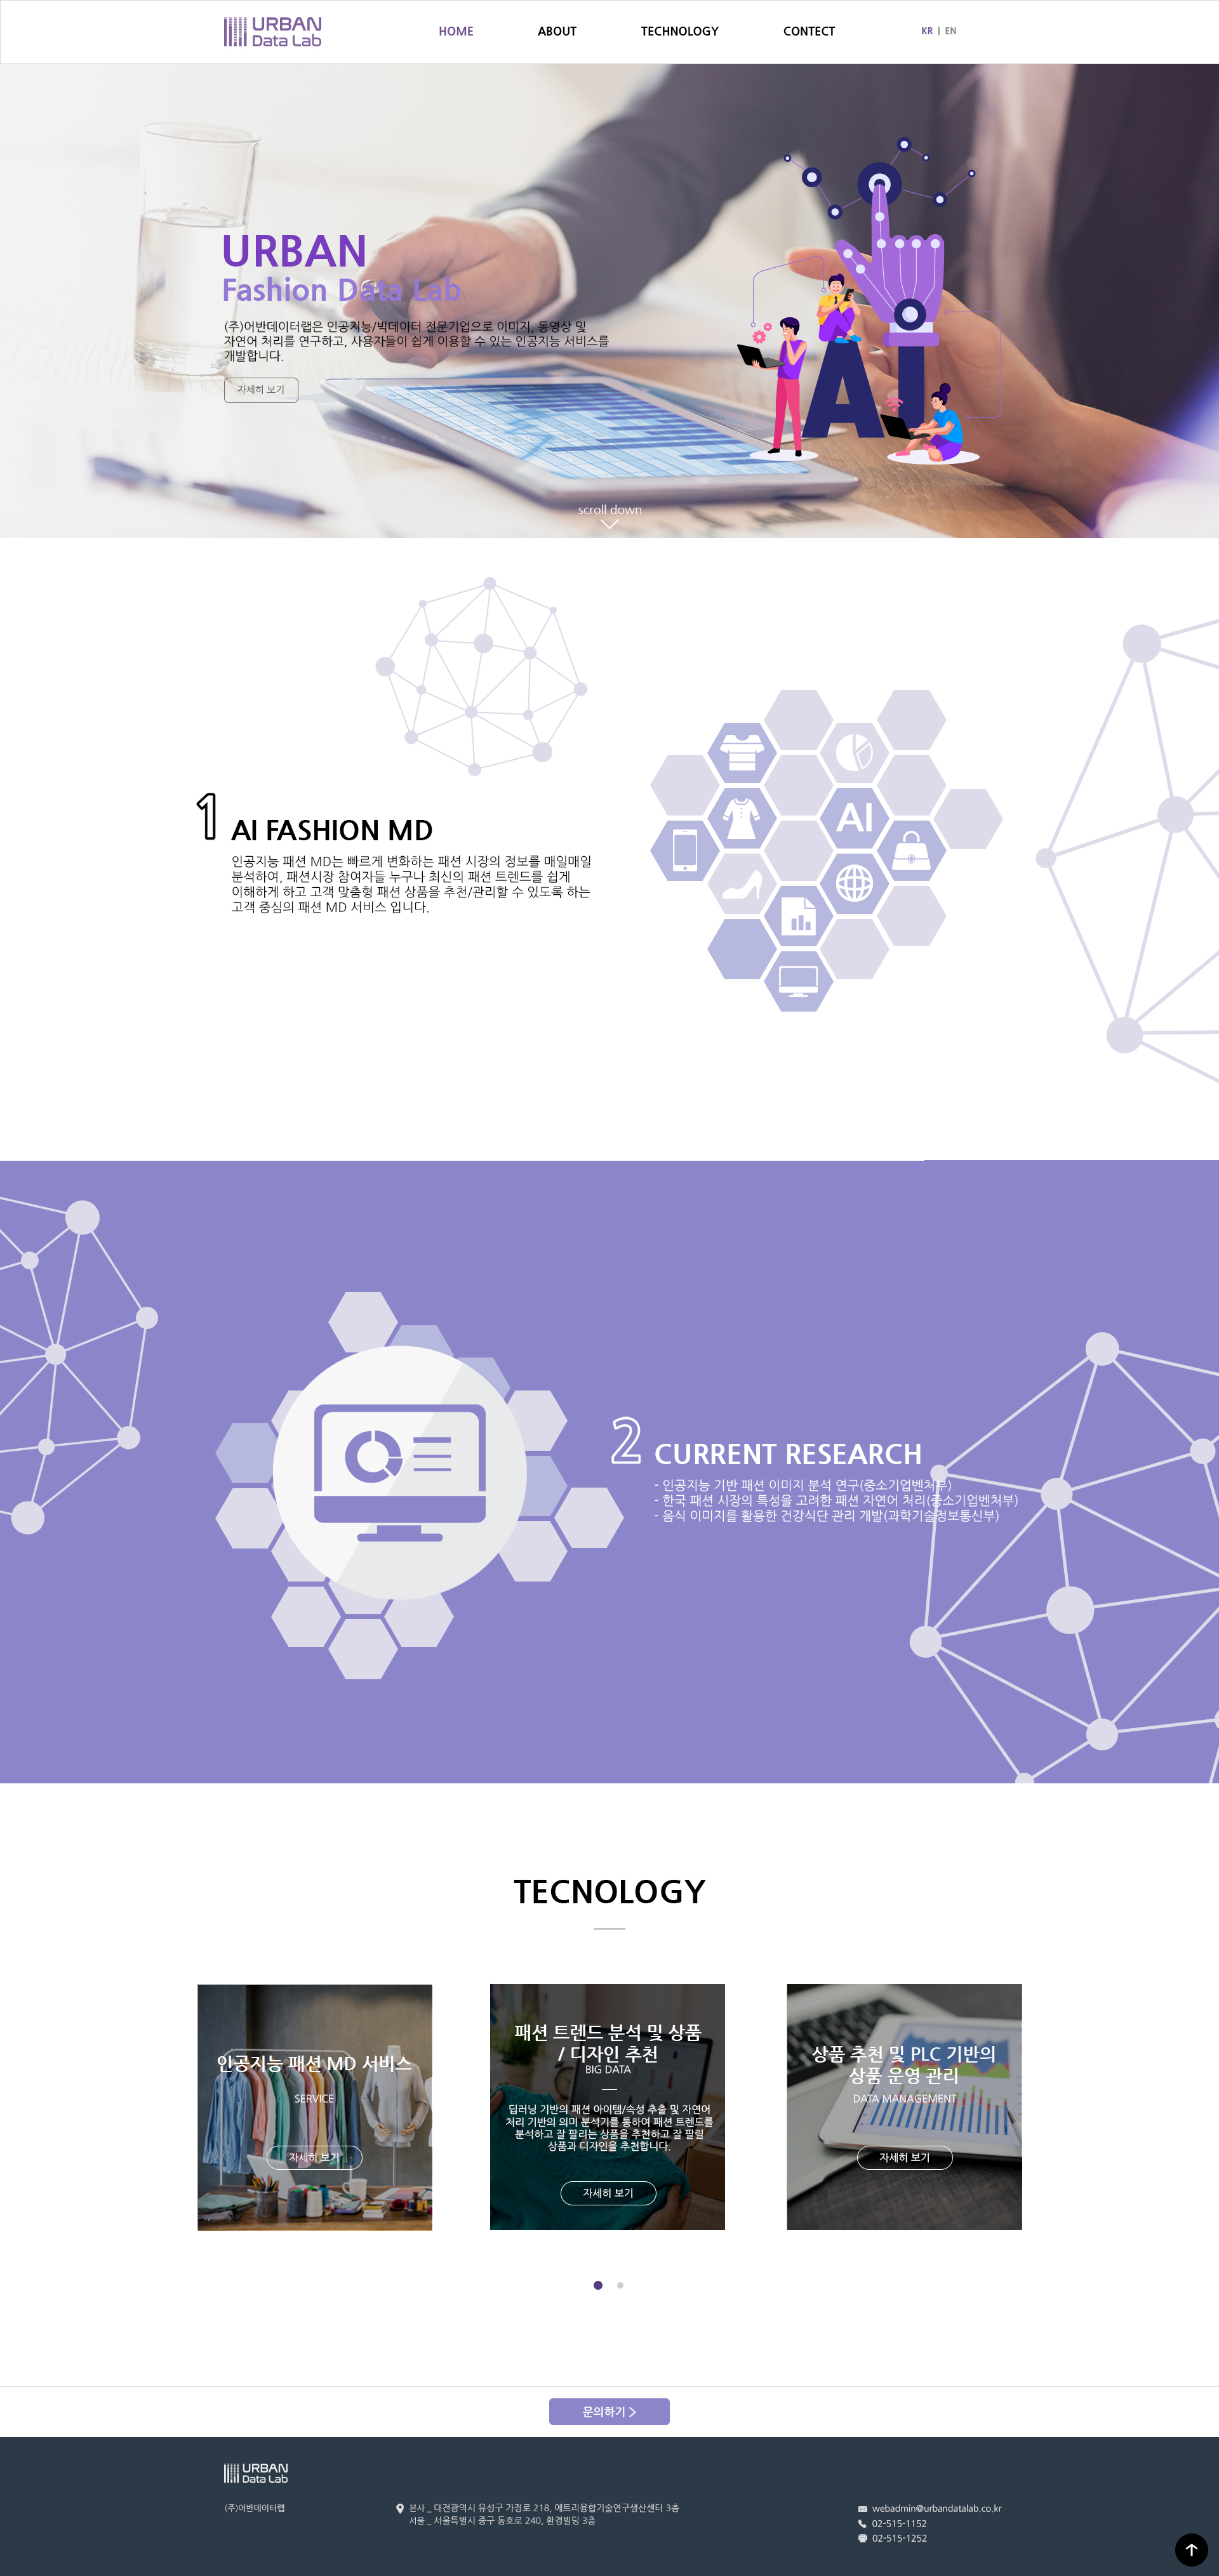 URBAN
Data Lab
HOME
ABOUT
TECHNOLOGY
CONTECT
KR | EN
URBAN
Fashion Data Lab
(주)어반데이터랩은 인공지능/빅데이터 전문기업으로 이미지, 동영상 및
자연어 처리를 연구하고, 사용자들이 쉽게 이용할 수 있는 인공지능 서비스를
개발합니다.
자세히 보기
AI
scroll down
1 AI FASHION MD
인공지능 패션 MD는 빠르게 변화하는 패션 시장의 정보를 매일매일
분석하여, 패션시장 참여자들 누구나 최신의 패션 트렌드를 쉽게
이해하게 하고 고객 맞춤형 패션 상품을 추천/관리할 수 있도록 하는
고객 중심의 패션 MD 서비스 입니다.
AI
2 CURRENT RESEARCH
- 인공지능 기반 패션 이미지 분석 연구(중소기업벤처부)
- 한국 패션 시장의 특성을 고려한 패션 자연어 처리(중소기업벤처부)
- 음식 이미지를 활용한 건강식단 관리 개발(과학기술정보통신부)
TECNOLOGY
인공지능 패션 MD 서비스
SERVICE
자세히 보기
패션 트렌드 분석 및 상품
/ 디자인 추천
BIG DATA
딥러닝 기반의 패션 아이템/속성 추출 및 자연어
처리 기반의 의미 분석기를 통하여 패션 트렌드를
분석하고 잘 팔리는 상품을 추천하고 잘 팔릴
상품과 디자인을 추천합니다.
자세히 보기
상품 추천 및 PLC 기반의
상품 운영 관리
DATA MANAGEMENT
자세히 보기
문의하기 >
URBAN
Data Lab
(주)어반데이터랩
본사 _ 대전광역시 유성구 가정로 218, 에트리융합기술연구생산센터 3층
서울 _ 서울특별시 중구 동호로 240, 환경빌딩 3층
webadmin@urbandatalab.co.kr
02-515-1152
02-515-1252